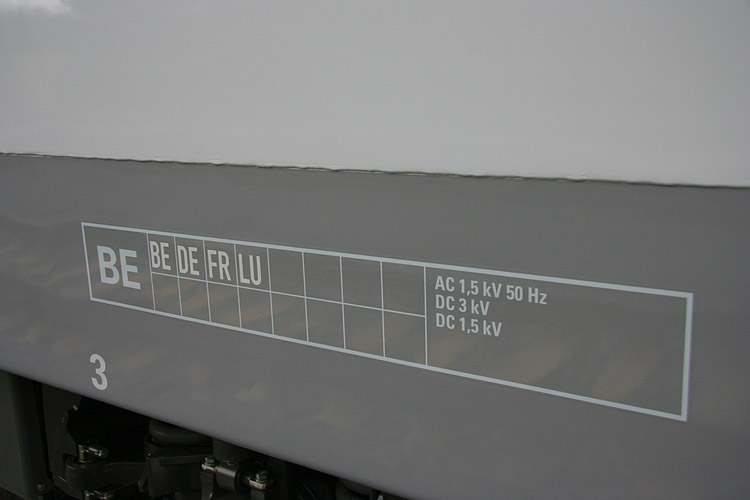 BE BE DE FR LU
AC 1,5 kV 50 Hz
DC 3 kV
DC 1,5 kV
3